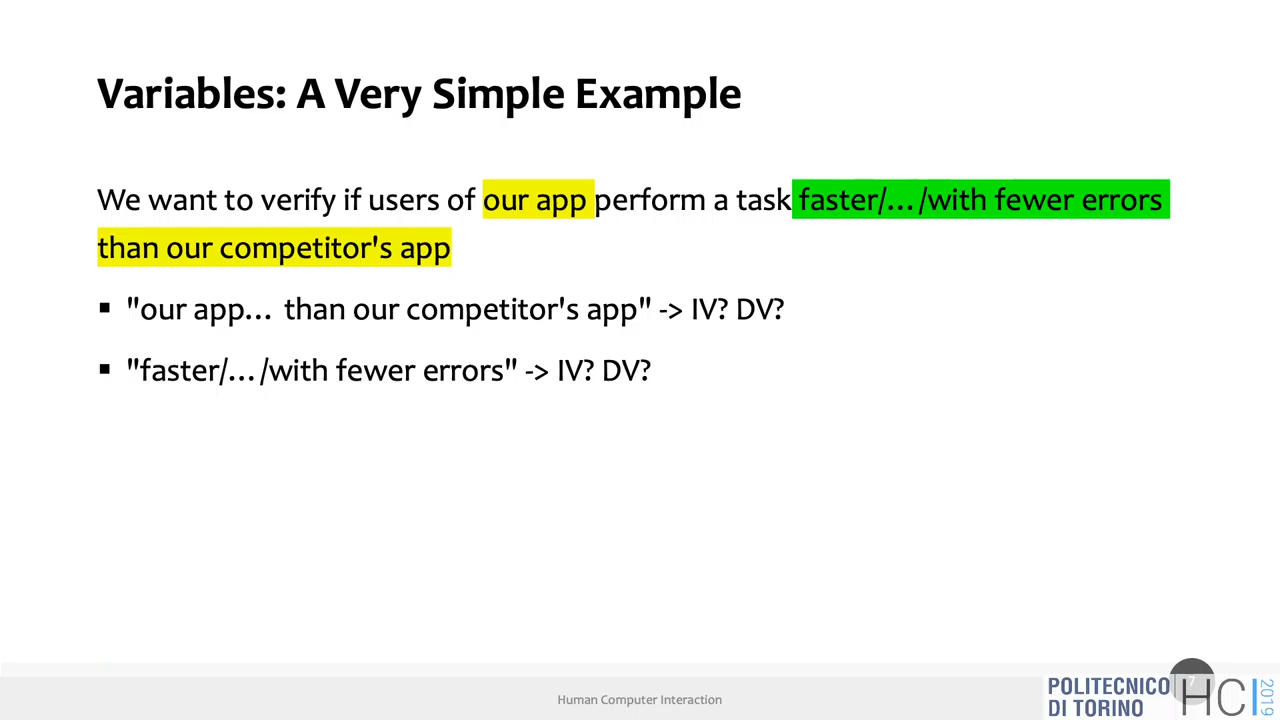 Variables: A Very Simple Example
We want to verify if users of our app perform a task faster/…/with fewer errors
than our competitor's app
▪ "our app… than our competitor's app" -> IV? DV?
▪ "faster/…/with fewer errors" -> IV? DV?
Human Computer Interaction
POLITECNICO
DI TORINO
7
HCI
2019